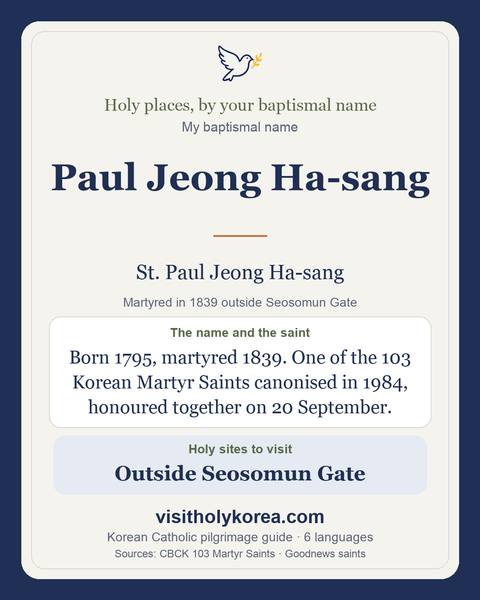 Holy places, by your baptismal name
My baptismal name
Paul Jeong Ha-sang
St. Paul Jeong Ha-sang
Martyred in 1839 outside Seosomun Gate
The name and the saint
Born 1795, martyred 1839. One of the 103
Korean Martyr Saints canonised in 1984,
honoured together on 20 September.
Holy sites to visit
Outside Seosomun Gate
visitholykorea.com
Korean Catholic pilgrimage guide · 6 languages
Sources: CBCK 103 Martyr Saints · Goodnews saints